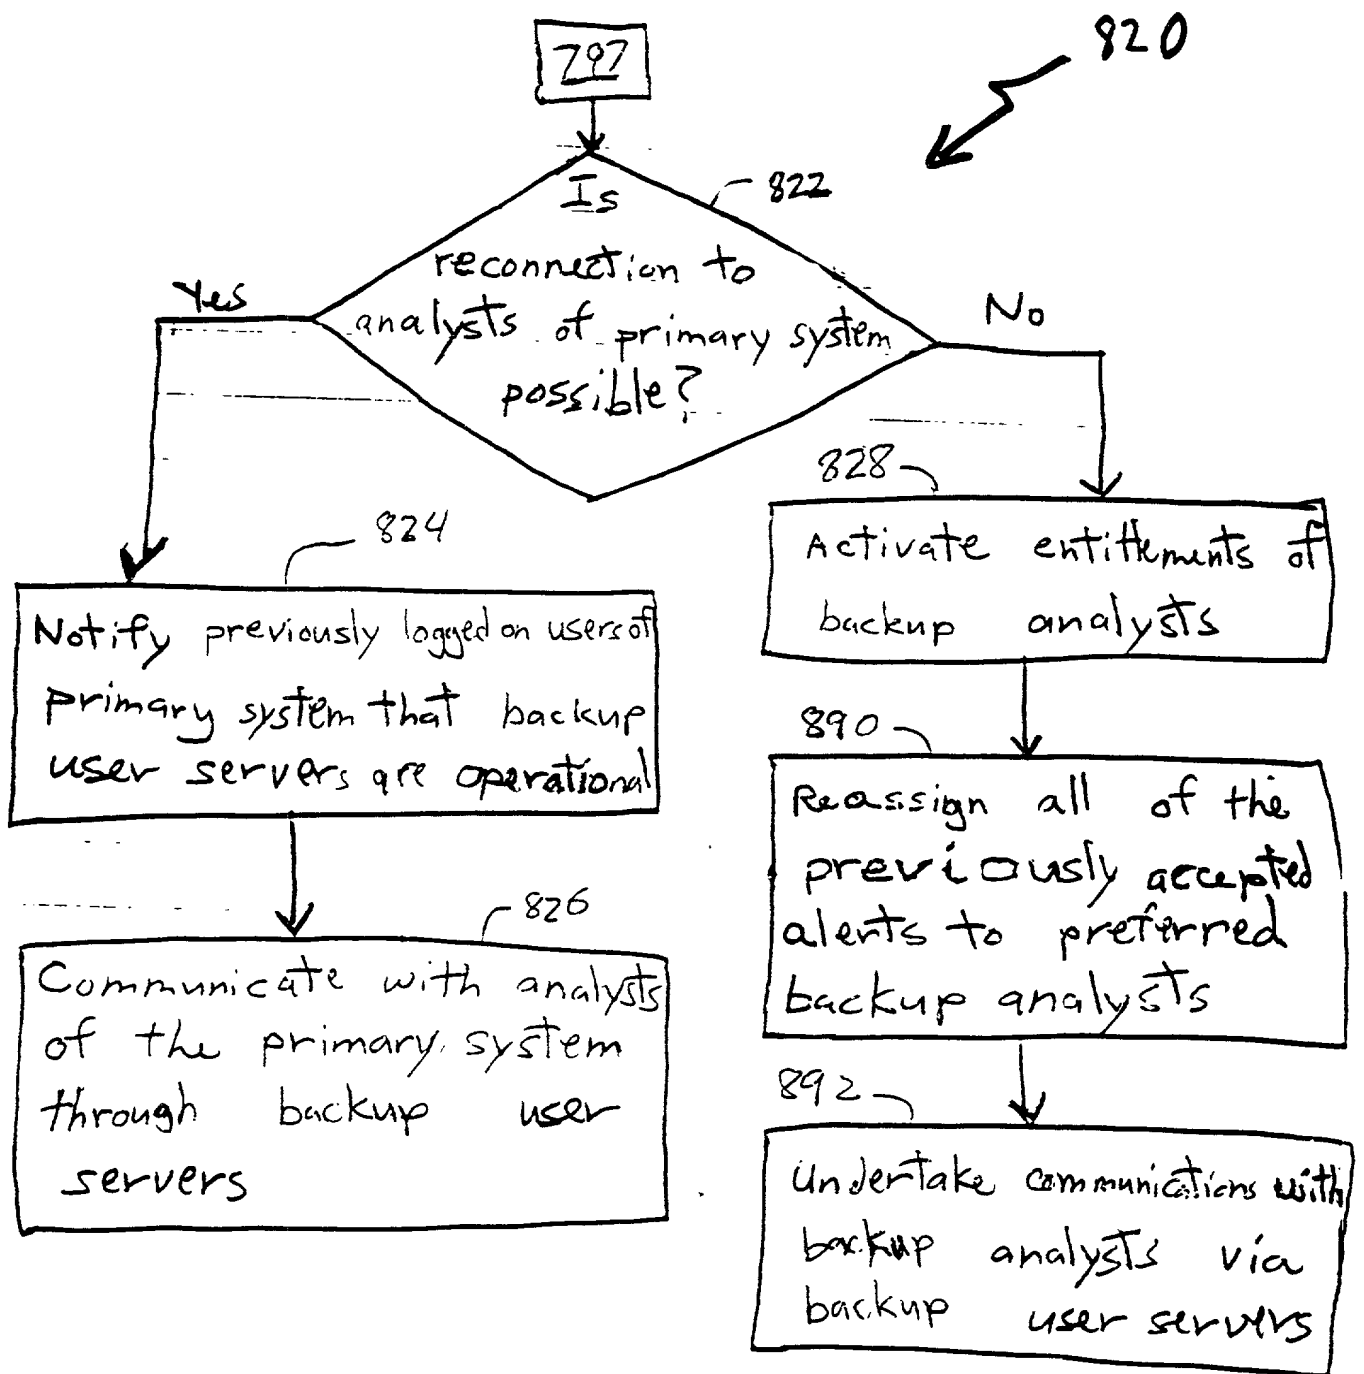 820
797
822
Is
reconnection to
analysts of primary system
possible?
Yes
No
824
Notify previously logged on users of
primary system that backup
user servers are operational
826
Communicate with analysts
of the primary system
through backup user
servers
828
Activate entitlements of
backup analysts
890
Reassign all of the
previously accepted
alerts to preferred
backup analysts
892
Undertake communications with
backup analysts via
backup user servers